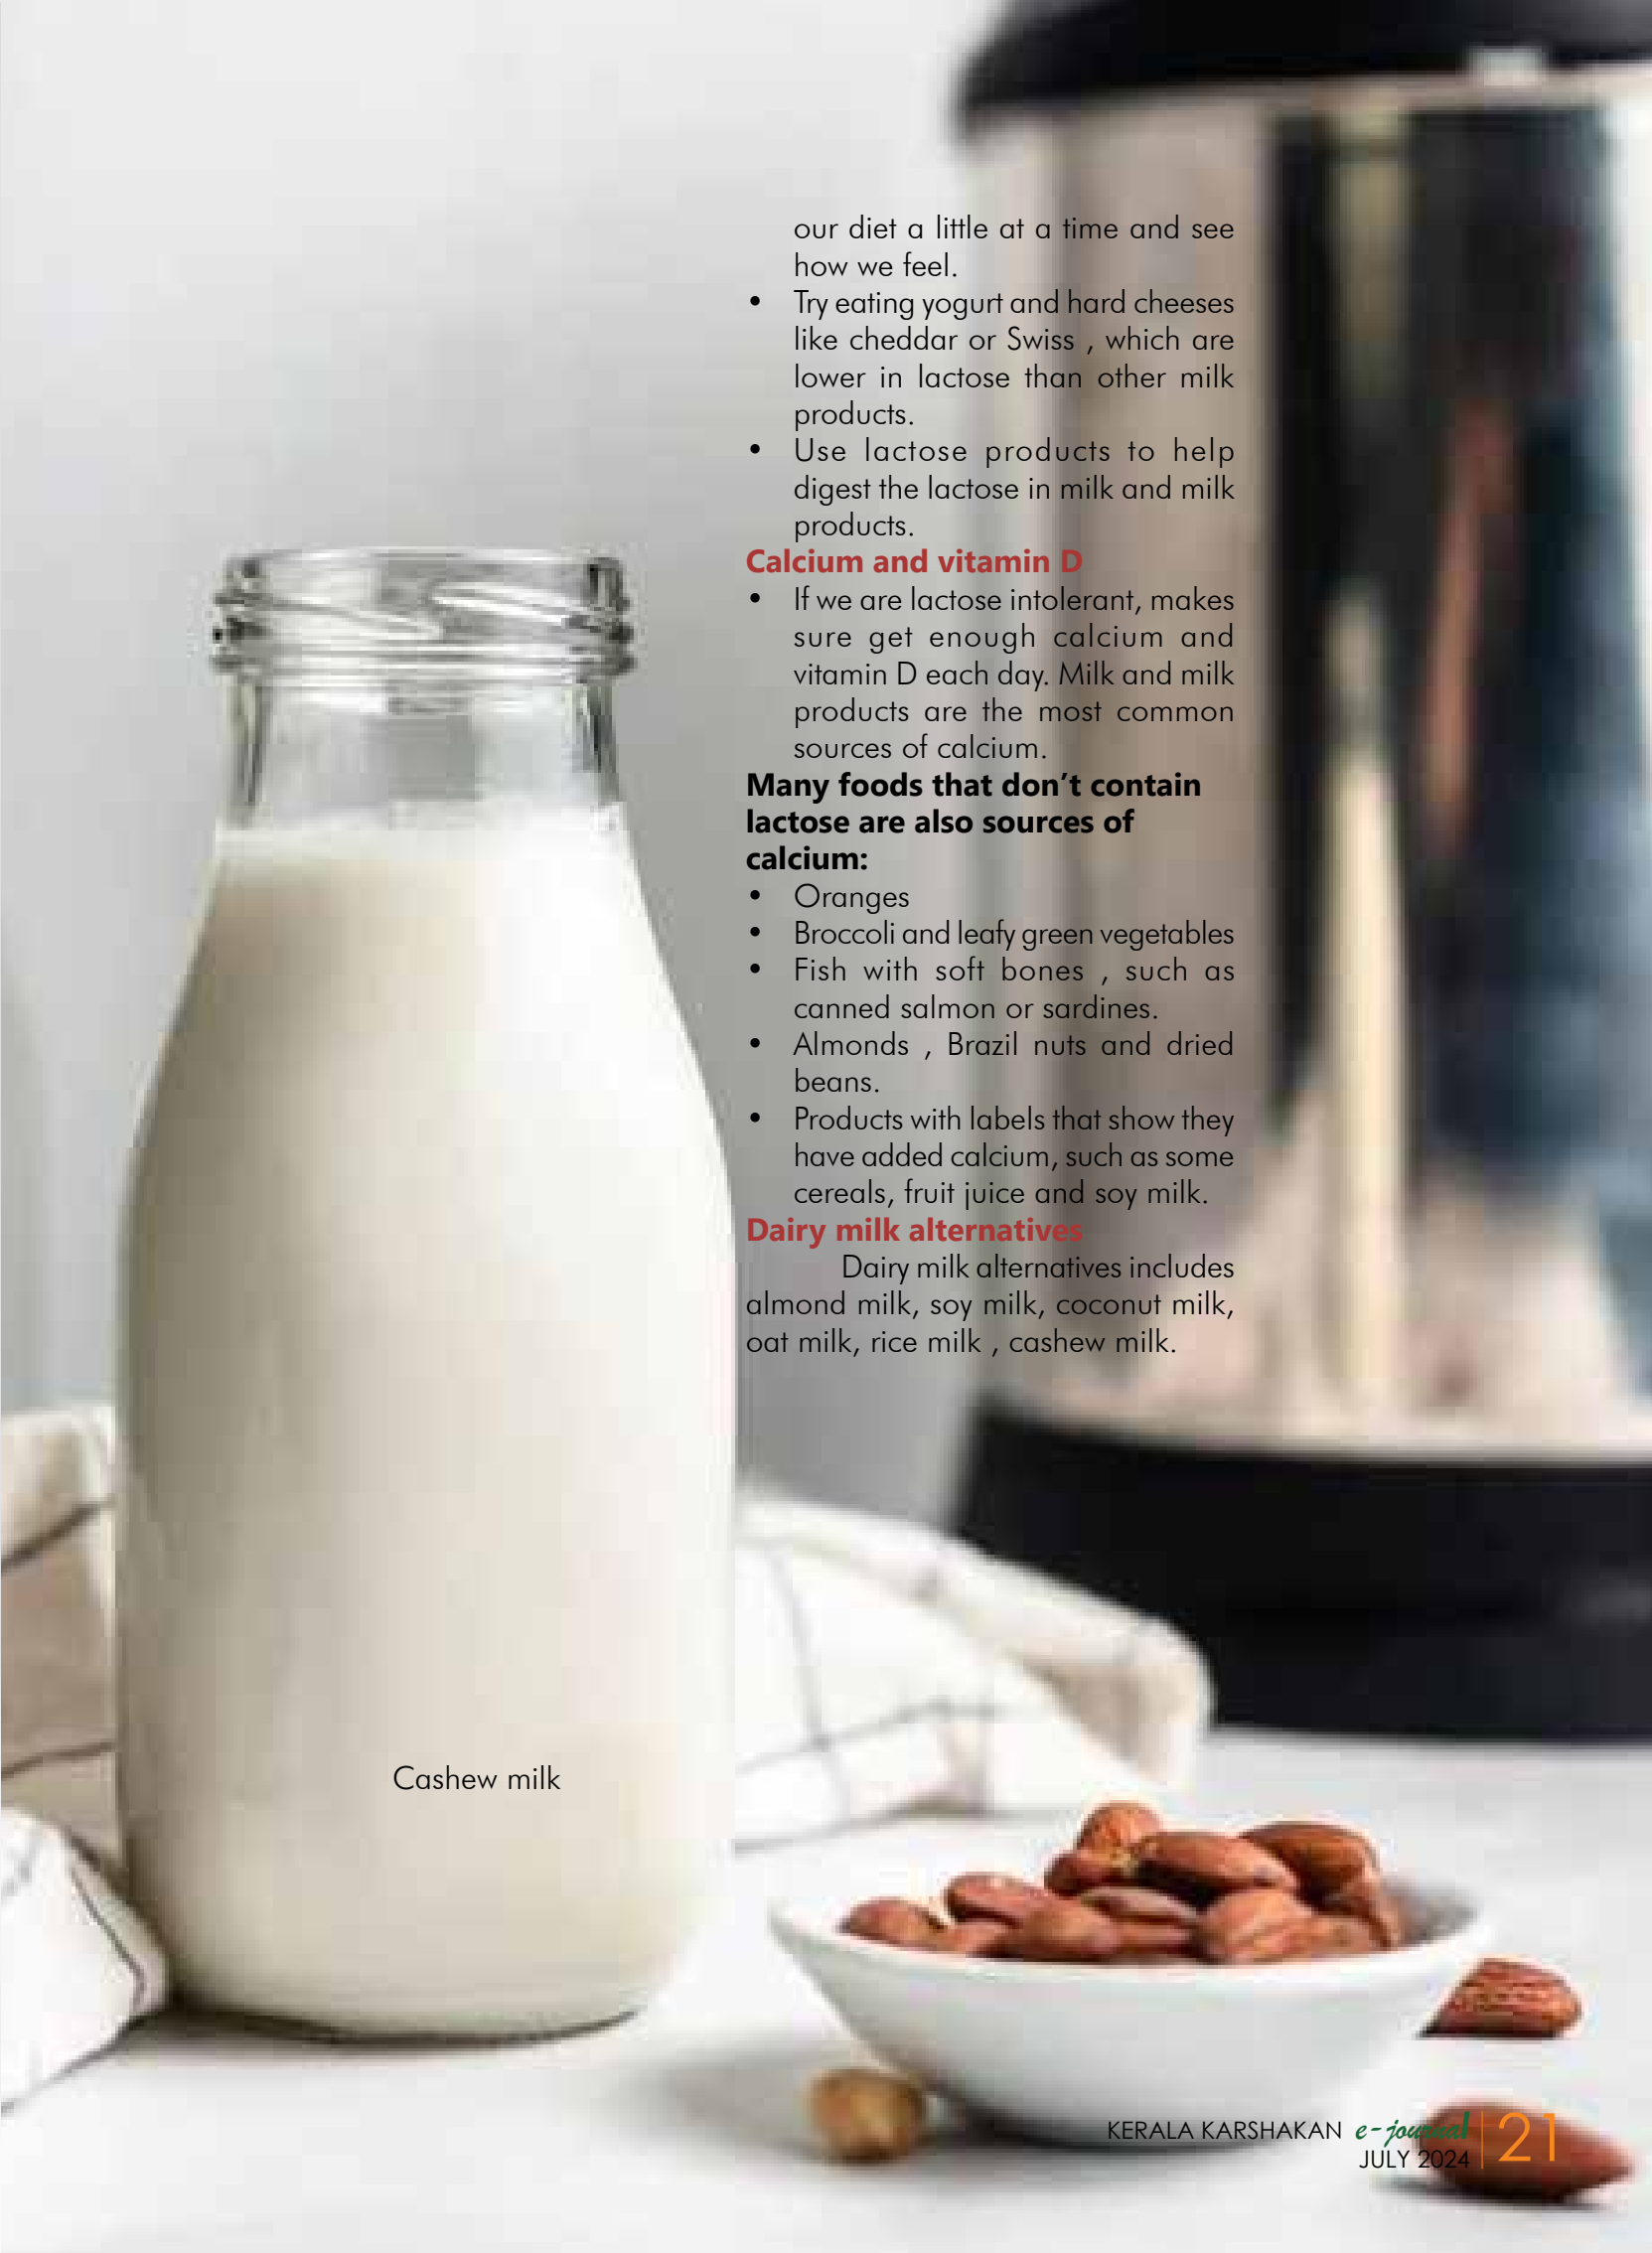 our diet a little at a time and see
how we feel.
• Try eating yogurt and hard cheeses
like cheddar or Swiss , which are
lower in lactose than other milk
products.
• Use lactose products to help
digest the lactose in milk and milk
products.
Calcium and vitamin D
• If we are lactose intolerant, makes
sure get enough calcium and
vitamin D each day. Milk and milk
products are the most common
sources of calcium.
Many foods that don’t contain
lactose are also sources of
calcium:
• Oranges
• Broccoli and leafy green vegetables
• Fish with soft bones , such as
canned salmon or sardines.
• Almonds , Brazil nuts and dried
beans.
• Products with labels that show they
have added calcium, such as some
cereals, fruit juice and soy milk.
Dairy milk alternatives
Dairy milk alternatives includes
almond milk, soy milk, coconut milk,
oat milk, rice milk , cashew milk.
Cashew milk
KERALA KARSHAKAN e-journal
JULY 2024
21